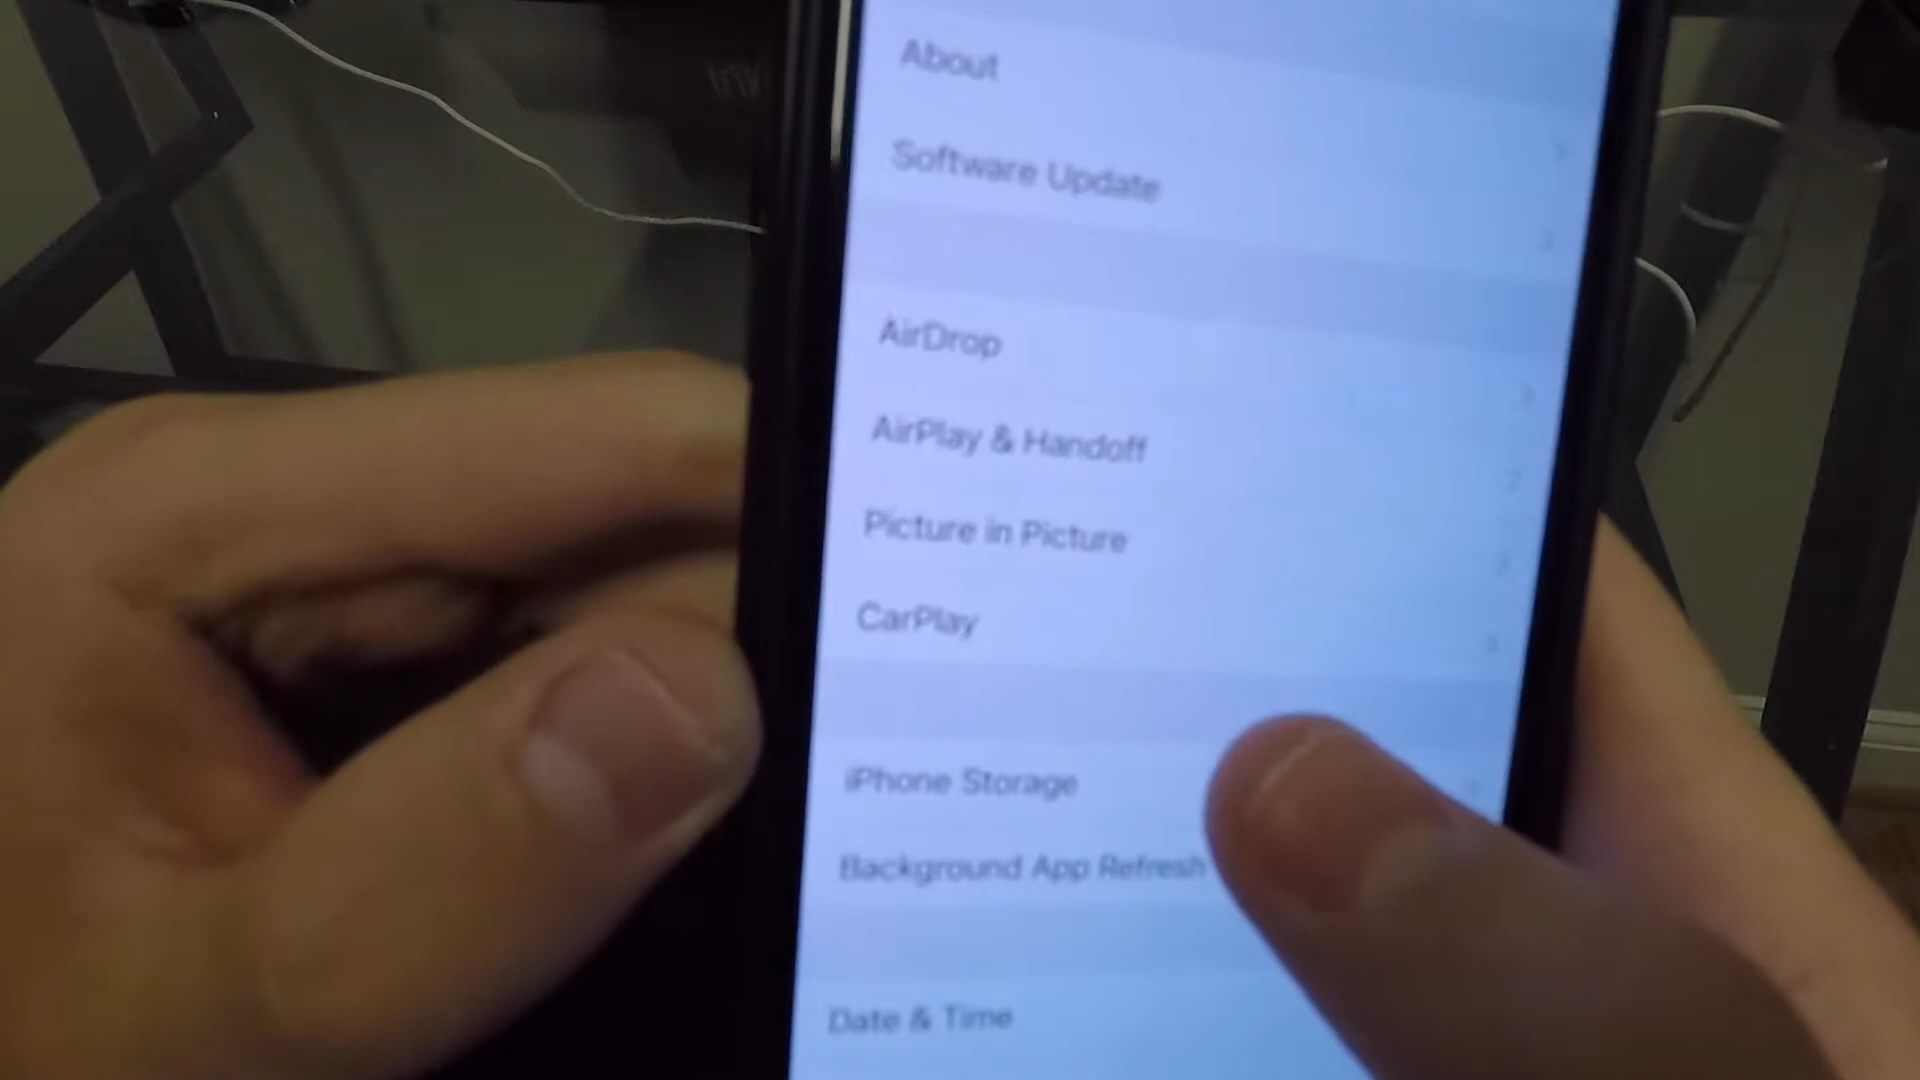 About
Software Update
AirDrop
AirPlay & Handoff
Picture in Picture
CarPlay
iPhone Storage
Background App Refresh
Date & Time